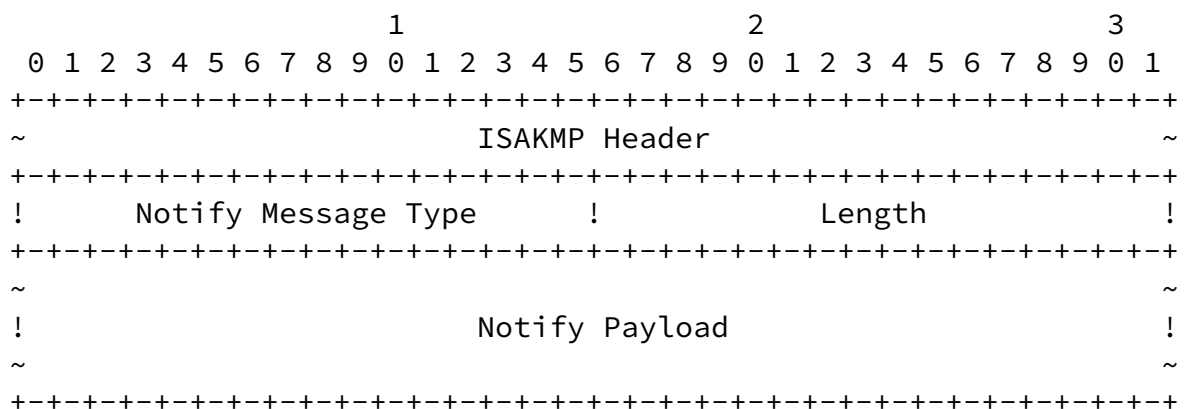 1                   2                   3
 0 1 2 3 4 5 6 7 8 9 0 1 2 3 4 5 6 7 8 9 0 1 2 3 4 5 6 7 8 9 0 1
+-+-+-+-+-+-+-+-+-+-+-+-+-+-+-+-+-+-+-+-+-+-+-+-+-+-+-+-+-+-+-+-+
~                         ISAKMP Header                         ~
+-+-+-+-+-+-+-+-+-+-+-+-+-+-+-+-+-+-+-+-+-+-+-+-+-+-+-+-+-+-+-+-+
!      Notify Message Type      !            Length             !
+-+-+-+-+-+-+-+-+-+-+-+-+-+-+-+-+-+-+-+-+-+-+-+-+-+-+-+-+-+-+-+-+
~                                                               ~
!                         Notify Payload                        !
~                                                               ~
+-+-+-+-+-+-+-+-+-+-+-+-+-+-+-+-+-+-+-+-+-+-+-+-+-+-+-+-+-+-+-+-+